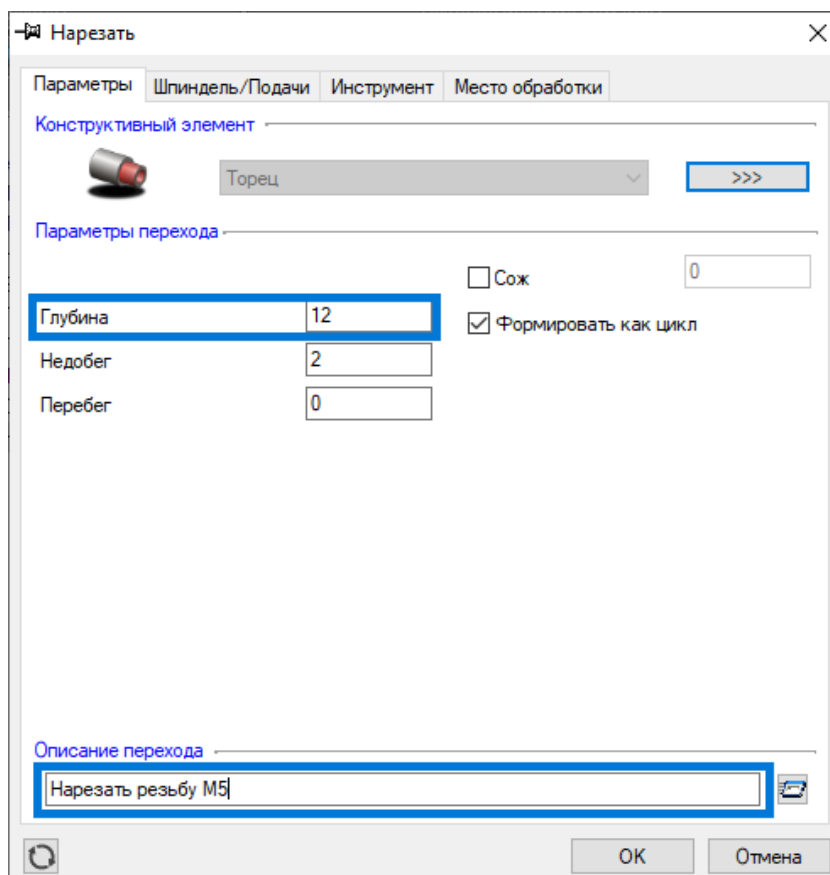 Нарезать
Параметры Шпиндель/Подачи Инструмент Место обработки
Конструктивный элемент
Торец >>>
Параметры перехода
Сож 0
Глубина 12 Формировать как цикл
Недобег 2
Перебег 0
Описание перехода
Нарезать резьбу М5
OK Отмена